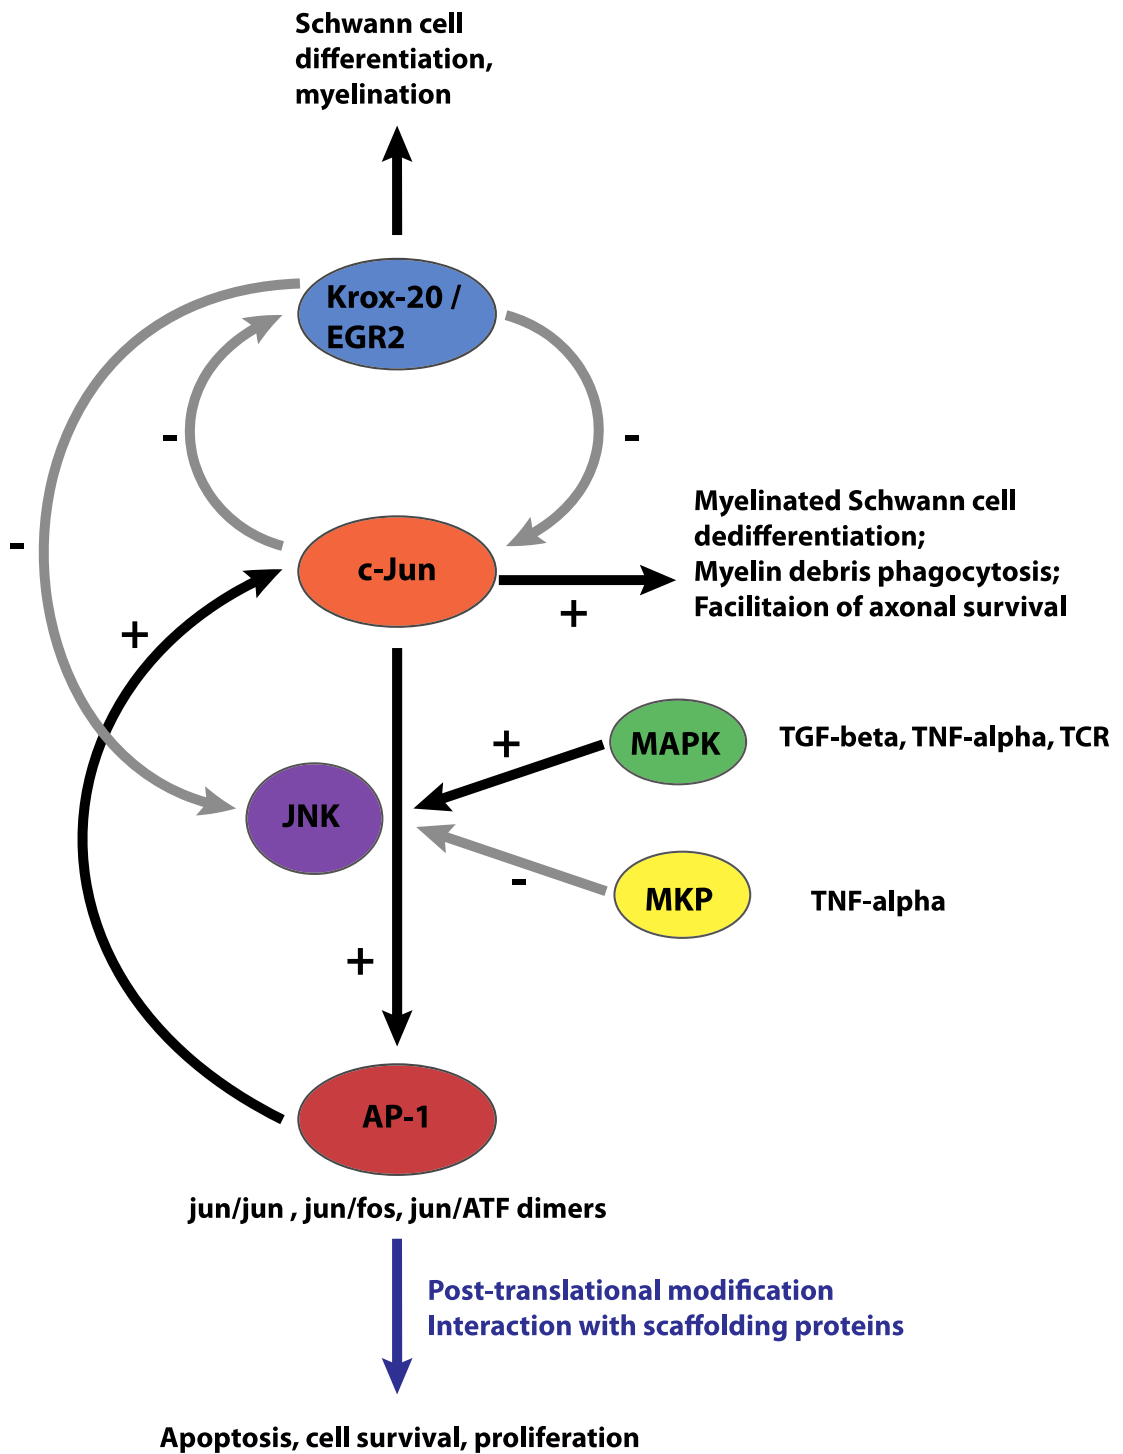 Schwann cell
differentiation,
myelination
Krox-20 /
EGR2
-
-
-
Myelinated Schwann cell
dedifferentiation;
Myelin debris phagocytosis;
Facilitaion of axonal survival
c-Jun
+
+
MAPK
TGF-beta, TNF-alpha, TCR
+
JNK
MKP
TNF-alpha
-
+
AP-1
jun/jun , jun/fos, jun/ATF dimers
Post-translational modification
Interaction with scaffolding proteins
Apoptosis, cell survival, proliferation